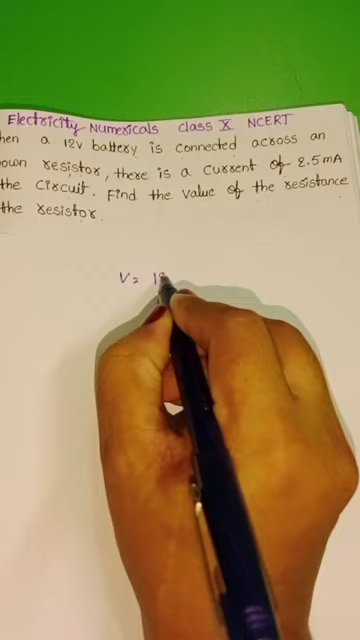 Electricity Numericals Class X NCERT
hen a 12v battery is connected across an
own resistor, there is a current of 2.5mA
the circuit. Find the value of the resistance
the resistor.
V= 1